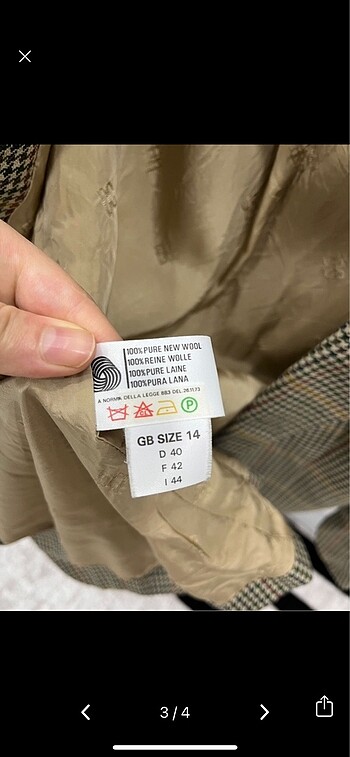 100% PURE NEW WOOL
100% REINE WOLLE
100% PURE LAINE
100% PURA LANA
A NORMA DELLA LEGGE 883 DEL 26.11.73
CL
P
GB SIZE 14
D 40
F 42
I 44
3/4